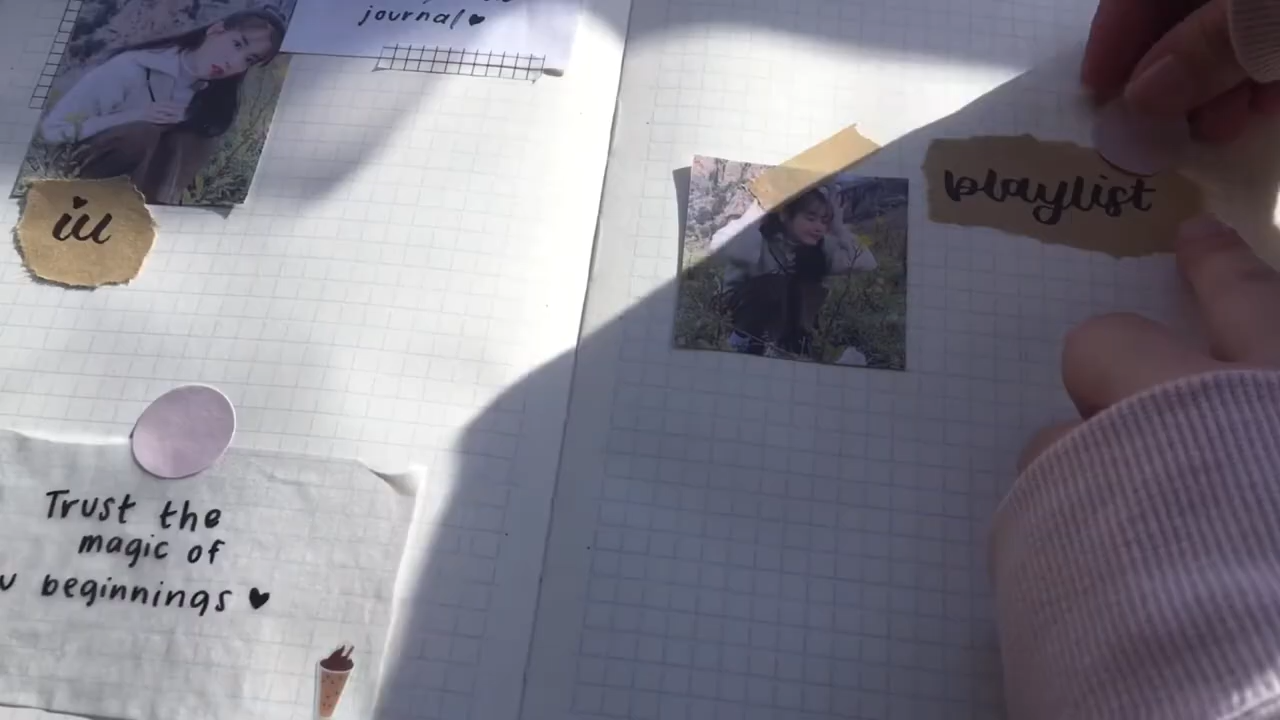 journal♥
iu
playlist
Trust the
magic of
beginnings ♥